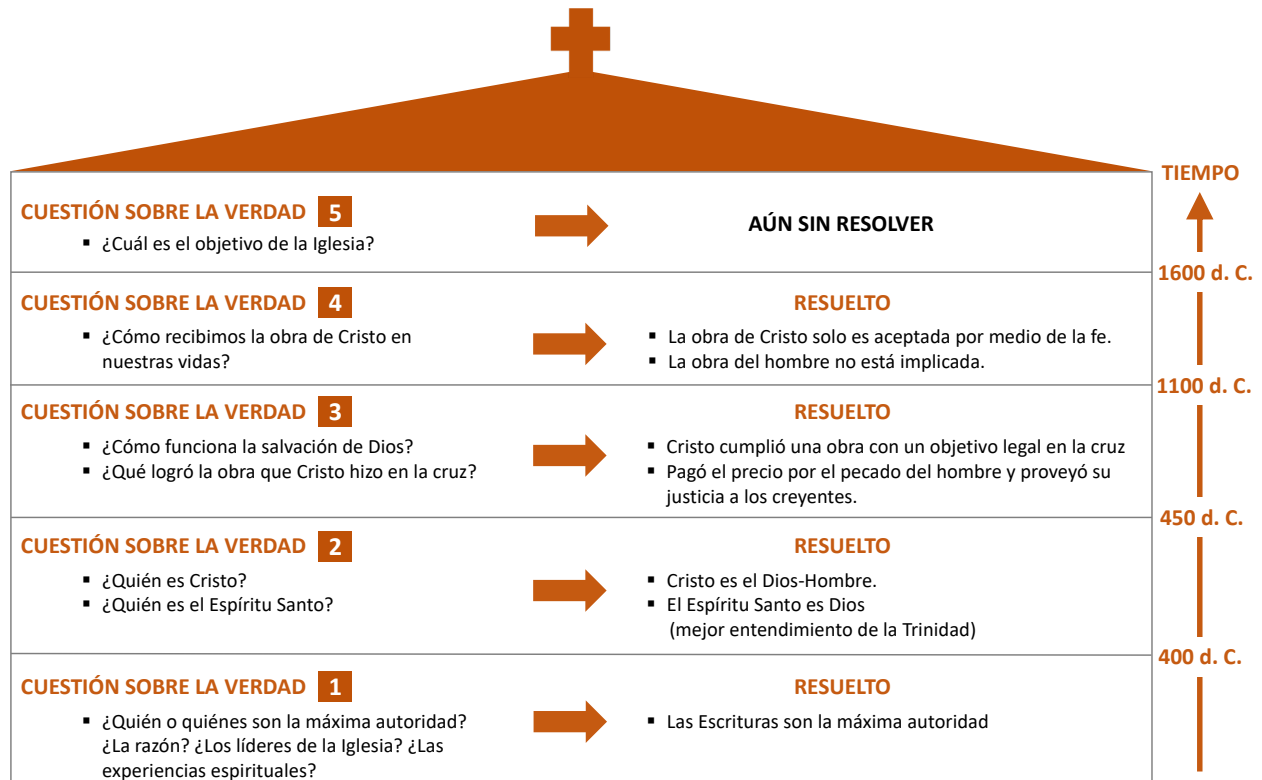 TIEMPO
CUESTIÓN SOBRE LA VERDAD 5
¿Cuál es el objetivo de la Iglesia?
AÚN SIN RESOLVER
1600 d. C.
CUESTIÓN SOBRE LA VERDAD 4
¿Cómo recibimos la obra de Cristo en
nuestras vidas?
RESUELTO
La obra de Cristo solo es aceptada por medio de la fe.
La obra del hombre no está implicada.
1100 d. C.
CUESTIÓN SOBRE LA VERDAD 3
¿Cómo funciona la salvación de Dios?
¿Qué logró la obra que Cristo hizo en la cruz?
RESUELTO
Cristo cumplió una obra con un objetivo legal en la cruz
Pagó el precio por el pecado del hombre y proveyó su
justicia a los creyentes.
450 d. C.
CUESTIÓN SOBRE LA VERDAD 2
¿Quién es Cristo?
¿Quién es el Espíritu Santo?
RESUELTO
Cristo es el Dios-Hombre.
El Espíritu Santo es Dios
(mejor entendimiento de la Trinidad)
400 d. C.
CUESTIÓN SOBRE LA VERDAD 1
¿Quién o quiénes son la máxima autoridad?
¿La razón? ¿Los líderes de la Iglesia? ¿Las
experiencias espirituales?
RESUELTO
Las Escrituras son la máxima autoridad